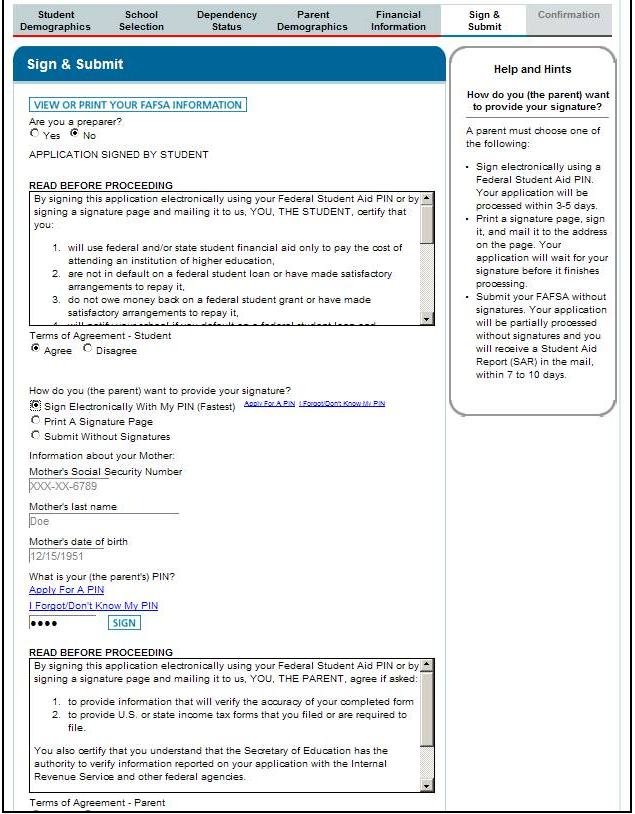 Student Demographics
School Selection
Dependency Status
Parent Demographics
Financial Information
Sign & Submit
Confirmation
Sign & Submit
VIEW OR PRINT YOUR FAFSA INFORMATION
Are you a preparer?
Yes No
APPLICATION SIGNED BY STUDENT
READ BEFORE PROCEEDING
By signing this application electronically using your Federal Student Aid PIN or by
signing a signature page and mailing it to us, YOU, THE STUDENT, certify that
you:
1. will use federal and/or state student financial aid only to pay the cost of
attending an institution of higher education,
2. are not in default on a federal student loan or have made satisfactory
arrangements to repay it,
3. do not owe money back on a federal student grant or have made
satisfactory arrangements to repay it,
4. will notify your school if you default on a federal student loan and
Terms of Agreement - Student
Agree Disagree
How do you (the parent) want to provide your signature?
Sign Electronically With My PIN (Fastest) Apply For A PIN I Forgot/Don't Know My PIN
Print A Signature Page
Submit Without Signatures
Information about your Mother:
Mother's Social Security Number
XXX-XX-6789
Mother's last name
Doe
Mother's date of birth
12/15/1951
What is your (the parent's) PIN?
Apply For A PIN
I Forgot/Don't Know My PIN
●●●● SIGN
READ BEFORE PROCEEDING
By signing this application electronically using your Federal Student Aid PIN or by
signing a signature page and mailing it to us, YOU, THE PARENT, agree if asked:
1. to provide information that will verify the accuracy of your completed form
2. to provide U.S. or state income tax forms that you filed or are required to
file.
You also certify that you understand that the Secretary of Education has the
authority to verify information reported on your application with the Internal
Revenue Service and other federal agencies.
Terms of Agreement - Parent
Help and Hints
How do you (the parent) want
to provide your signature?
A parent must choose one of
the following:
• Sign electronically using a
Federal Student Aid PIN.
Your application will be
processed within 3-5 days.
• Print a signature page, sign
it, and mail it to the address
on the page. Your
application will wait for your
signature before it finishes
processing.
• Submit your FAFSA without
signatures. Your application
will be partially processed
without signatures and you
will receive a Student Aid
Report (SAR) in the mail,
within 7 to 10 days.